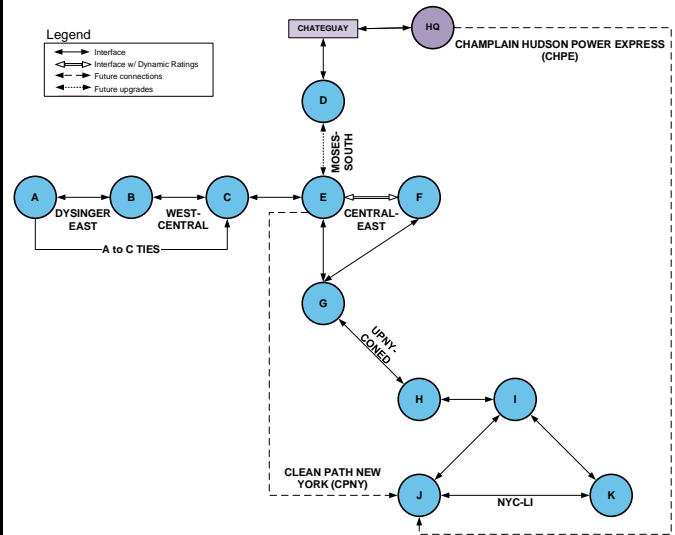 CHATEGUAY
HQ
Legend
Interface
Interface w/ Dynamic Ratings
Future connections
Future upgrades
CHAMPLAIN HUDSON POWER EXPRESS
(CHPE)
D
MOSES-
SOUTH
A
B
C
E
F
DYSINGER
EAST
WEST-
CENTRAL
CENTRAL-
EAST
A to C TIES
G
UPNY-
CONED
H
I
CLEAN PATH NEW
YORK (CPNY)
J
NYC-LI
K